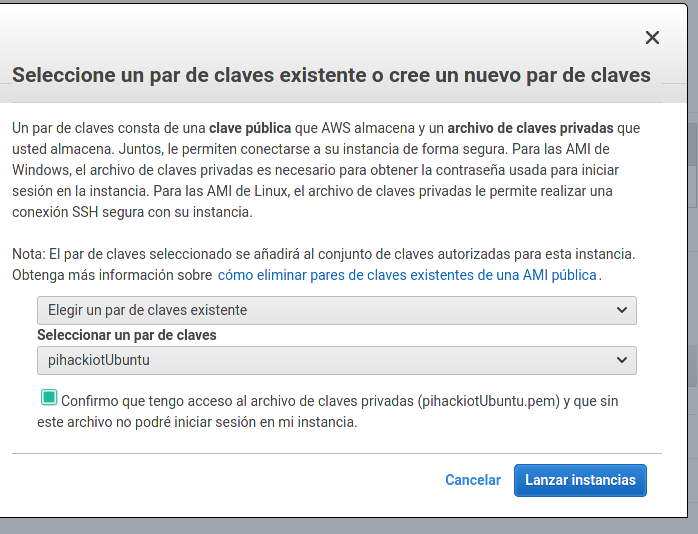 Seleccione un par de claves existente o cree un nuevo par de claves
Un par de claves consta de una clave pública que AWS almacena y un archivo de claves privadas que
usted almacena. Juntos, le permiten conectarse a su instancia de forma segura. Para las AMI de
Windows, el archivo de claves privadas es necesario para obtener la contraseña usada para iniciar
sesión en la instancia. Para las AMI de Linux, el archivo de claves privadas le permite realizar una
conexión SSH segura con su instancia.
Nota: El par de claves seleccionado se añadirá al conjunto de claves autorizadas para esta instancia.
Obtenga más información sobre cómo eliminar pares de claves existentes de una AMI pública.
Elegir un par de claves existente
Seleccionar un par de claves
pihackiotUbuntu
Confirmo que tengo acceso al archivo de claves privadas (pihackiotUbuntu.pem) y que sin
este archivo no podré iniciar sesión en mi instancia.
Cancelar Lanzar instancias